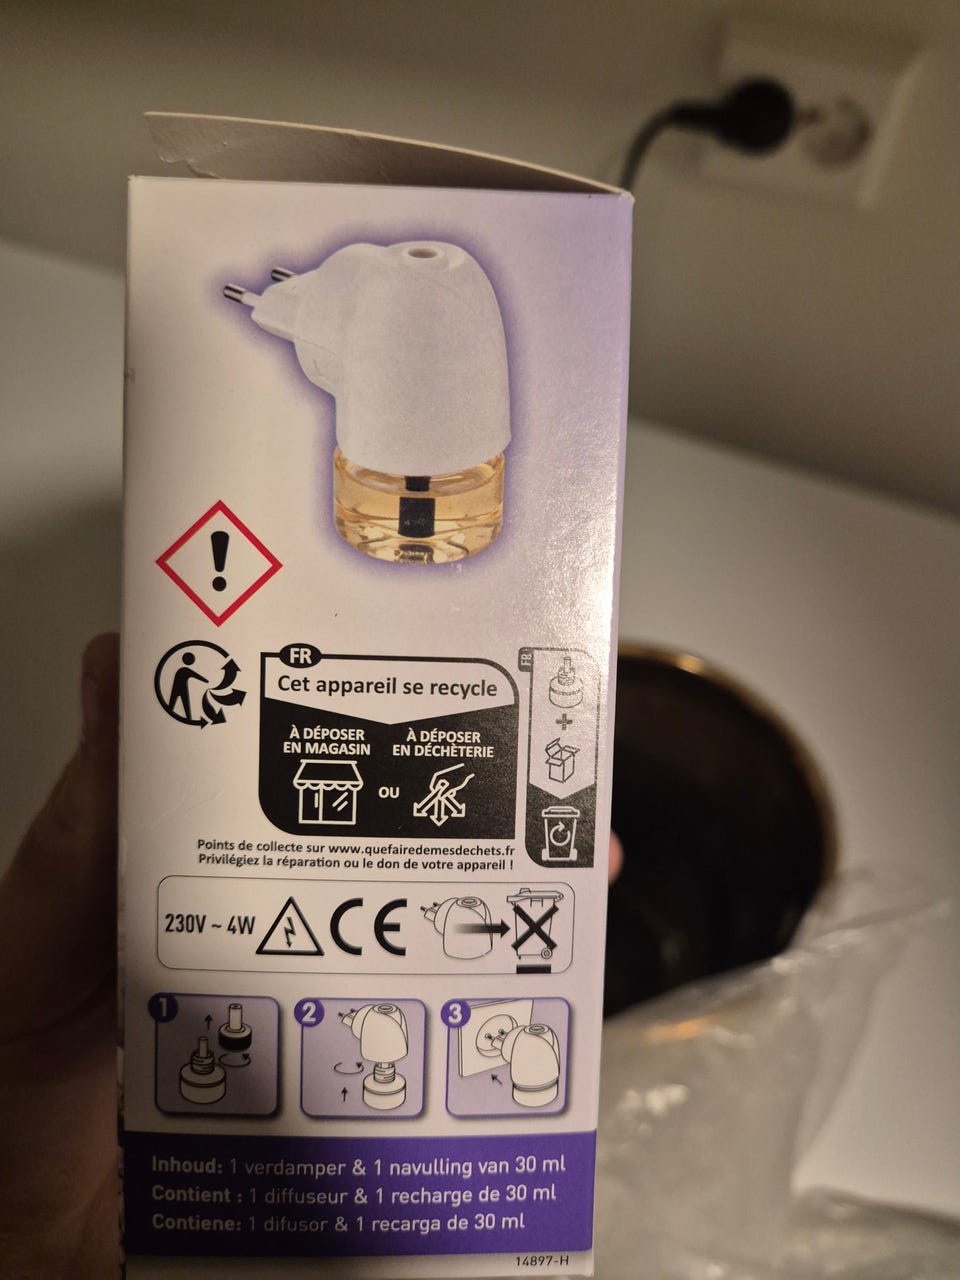 FR
Cet appareil se recycle
À DÉPOSER
EN MAGASIN
OU
À DÉPOSER
EN DÉCHÈTERIE
FR
Points de collecte sur www.quefairedemesdechets.fr
Privilégiez la réparation ou le don de votre appareil !
230V ~ 4W
CE
1
2
3
Inhoud: 1 verdamper & 1 navulling van 30 ml
Contient : 1 diffuseur & 1 recharge de 30 ml
Contiene: 1 difusor & 1 recarga de 30 ml
14897-H